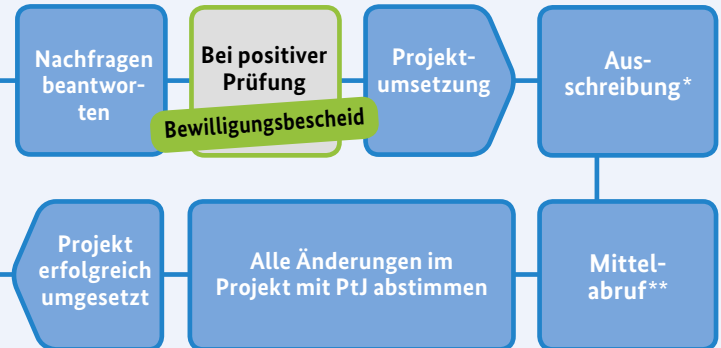 Nachfragen
beantwor-
ten
Bei positiver
Prüfung
Bewilligungsbescheid
Projekt-
umsetzung
Aus-
schreibung*
Mittel-
abruf**
Alle Änderungen im
Projekt mit PtJ abstimmen
Projekt
erfolgreich
umgesetzt